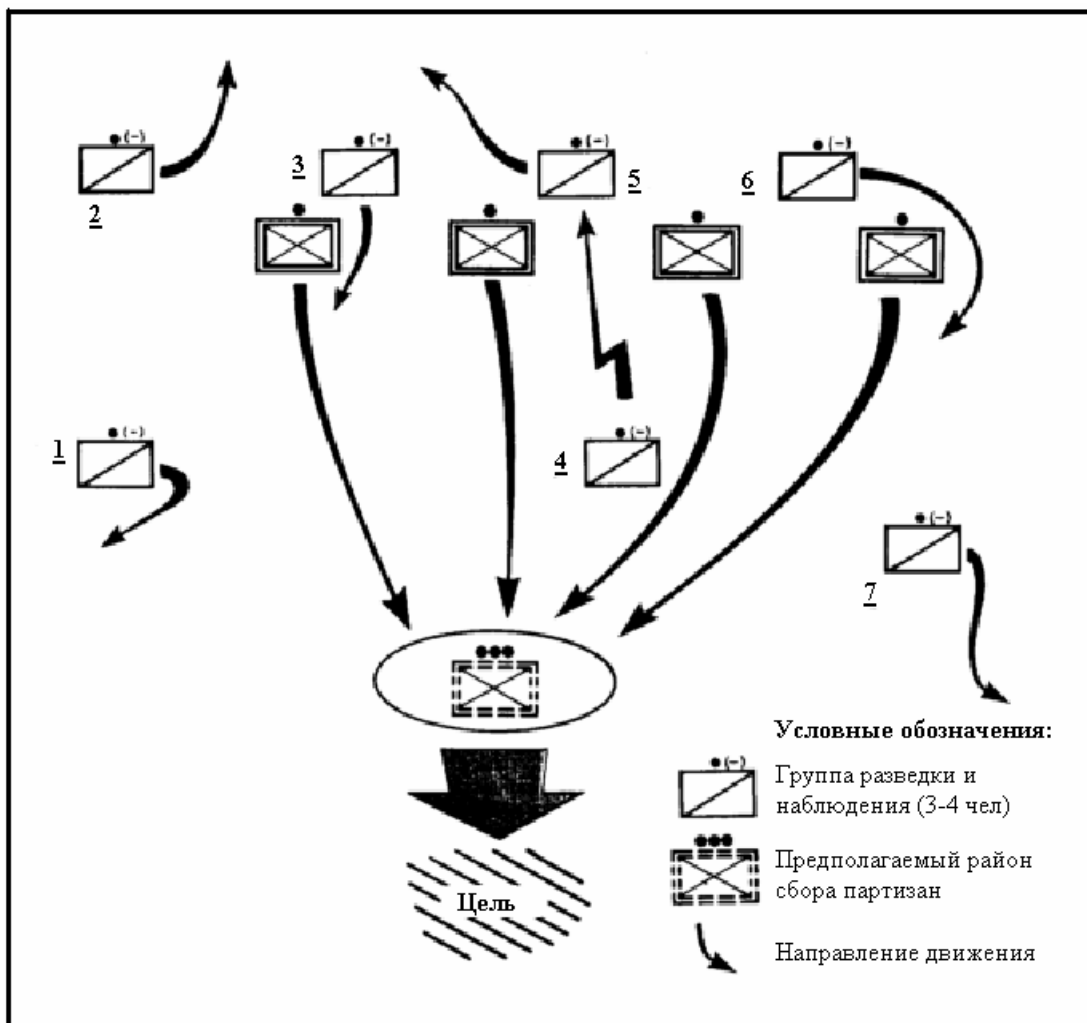 2
3
5
6
1
4
7
Условные обозначения:
Группа разведки и
наблюдения (3-4 чел)
Предполагаемый район
сбора партизан
Цель
Направление движения